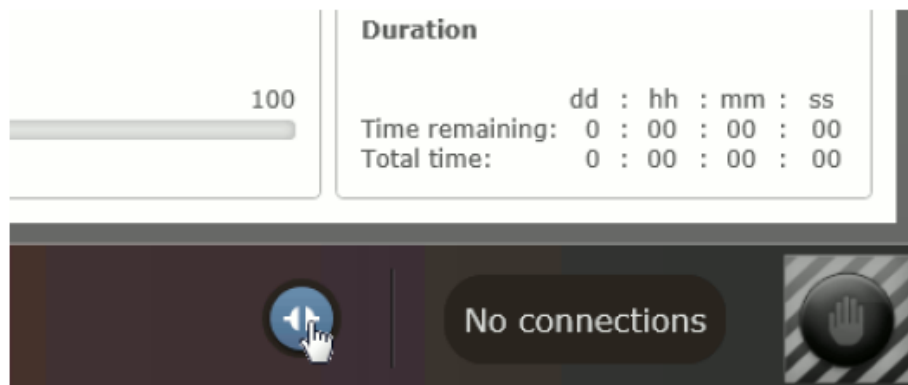 Duration
100
dd : hh : mm : ss
Time remaining: 0 : 00 : 00 : 00
Total time: 0 : 00 : 00 : 00
No connections